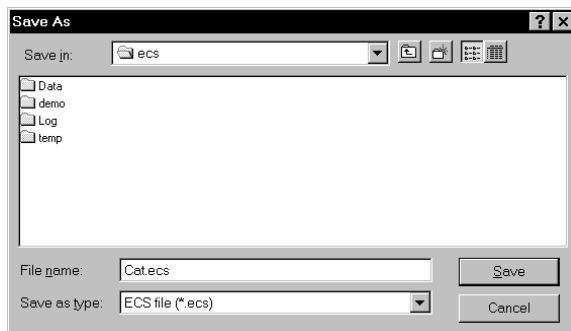 Save As
Save in: ecs
Data
demo
Log
temp
File name: Cat.ecs Save
Save as type: ECS file (*.ecs) Cancel